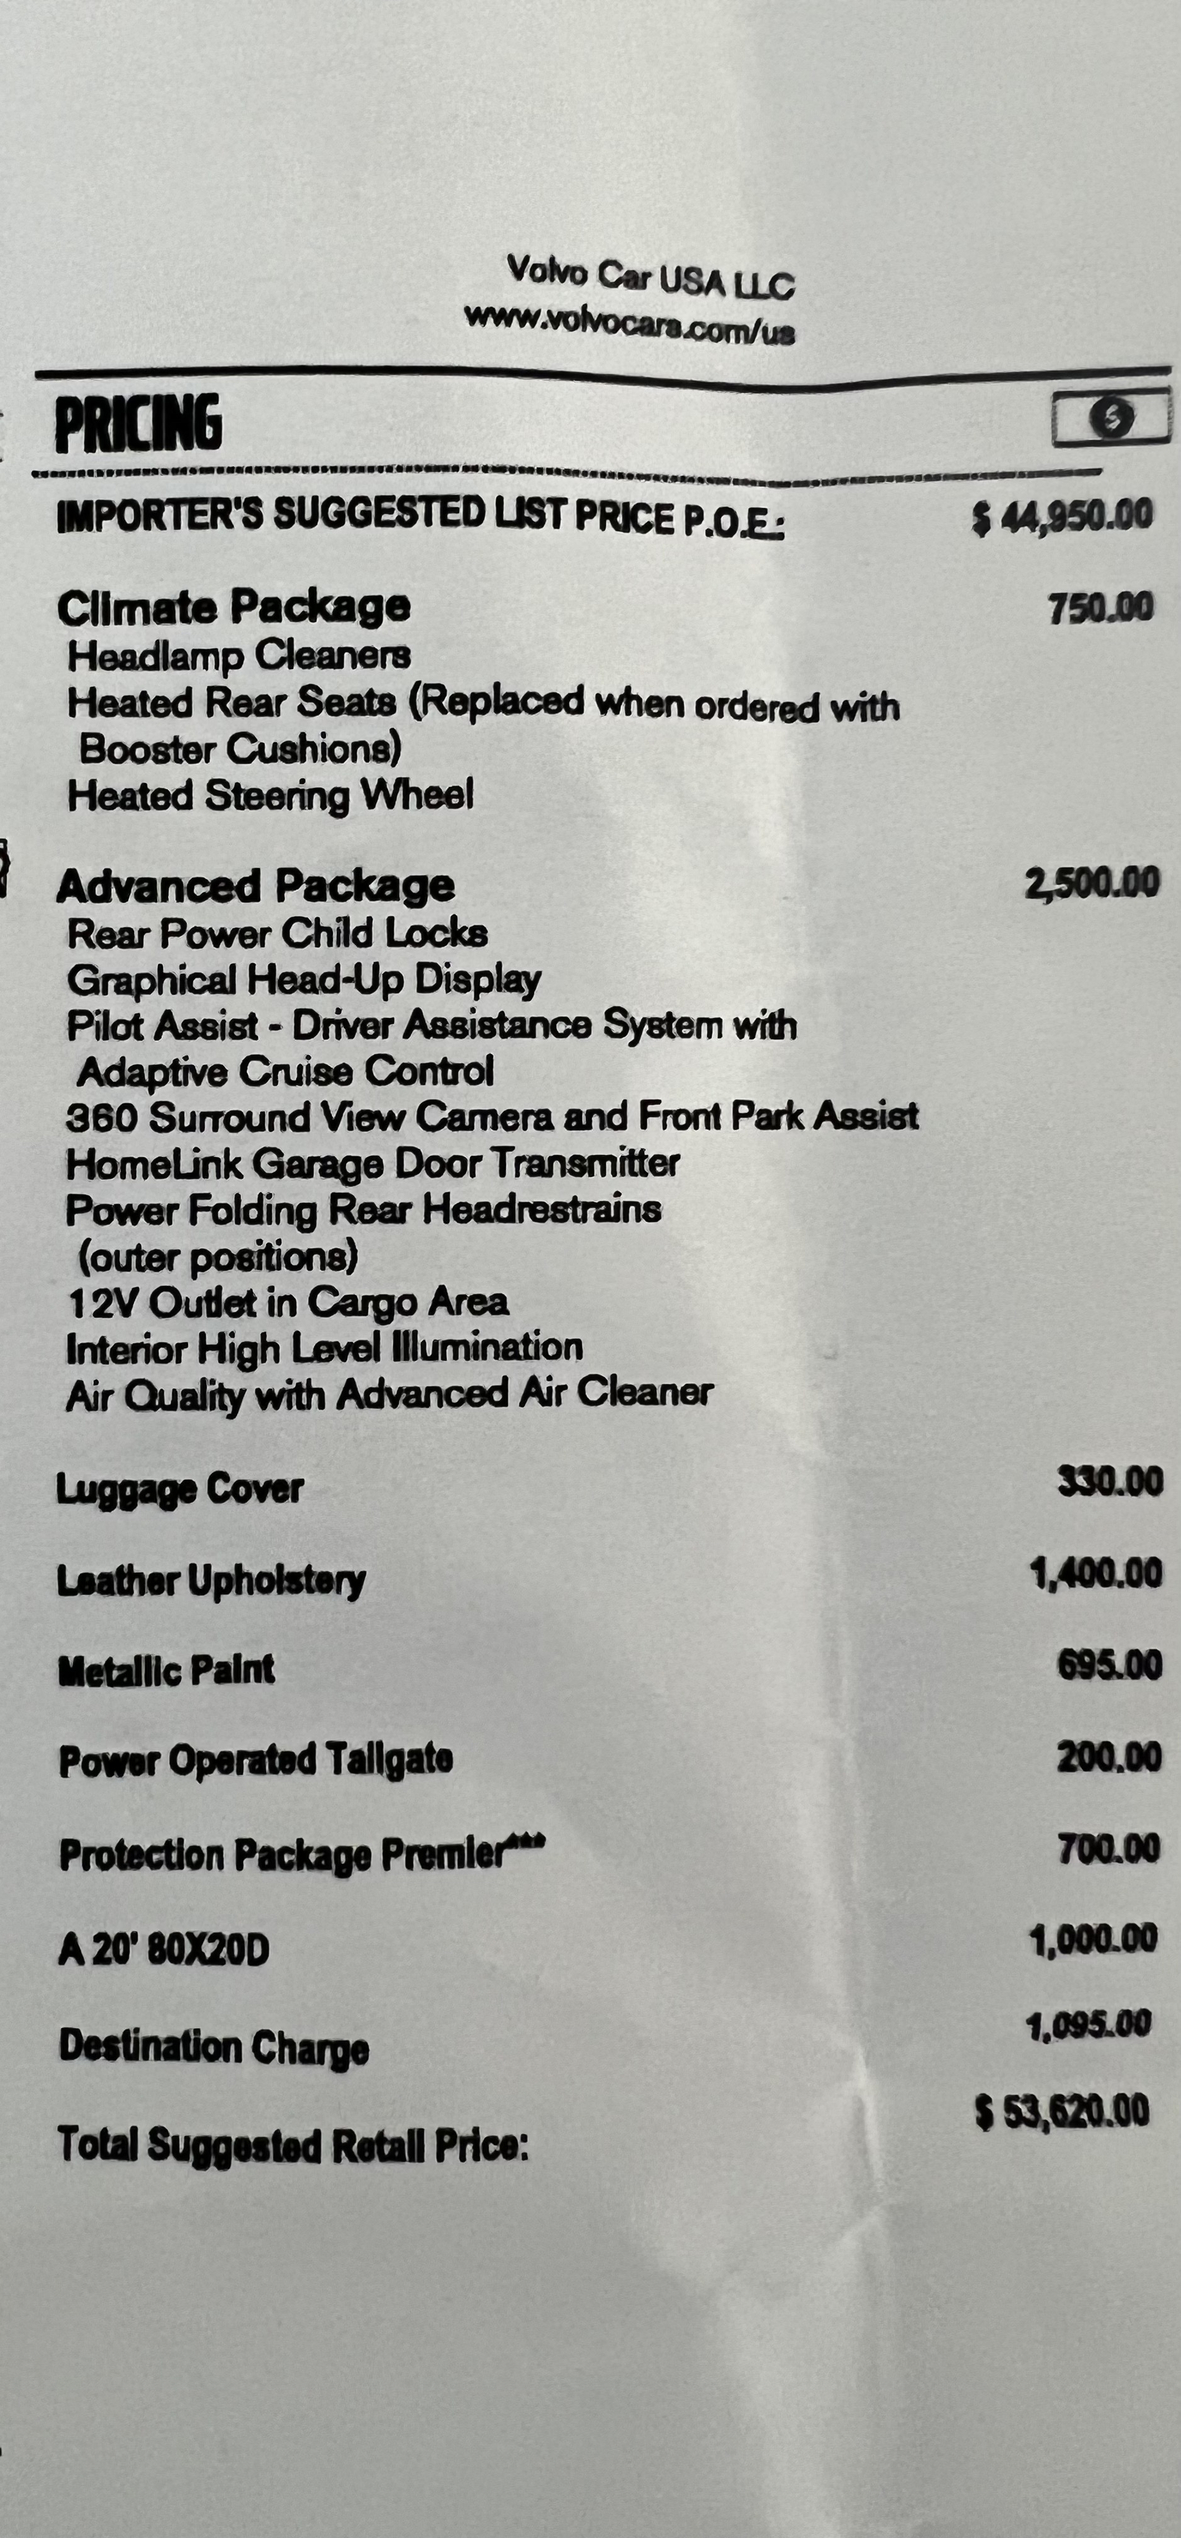 Volvo Car USA LLC
www.volvocars.com/us
PRICING
IMPORTER'S SUGGESTED LIST PRICE P.O.E.: $ 44,950.00
Climate Package 750.00
Headlamp Cleaners
Heated Rear Seats (Replaced when ordered with
Booster Cushions)
Heated Steering Wheel
Advanced Package 2,500.00
Rear Power Child Locks
Graphical Head-Up Display
Pilot Assist - Driver Assistance System with
Adaptive Cruise Control
360 Surround View Camera and Front Park Assist
HomeLink Garage Door Transmitter
Power Folding Rear Headrestrains
(outer positions)
12V Outlet in Cargo Area
Interior High Level Illumination
Air Quality with Advanced Air Cleaner
Luggage Cover 330.00
Leather Upholstery 1,400.00
Metallic Paint 695.00
Power Operated Tailgate 200.00
Protection Package Premier*** 700.00
A 20' 80X20D 1,000.00
Destination Charge 1,095.00
Total Suggested Retail Price: $ 53,620.00